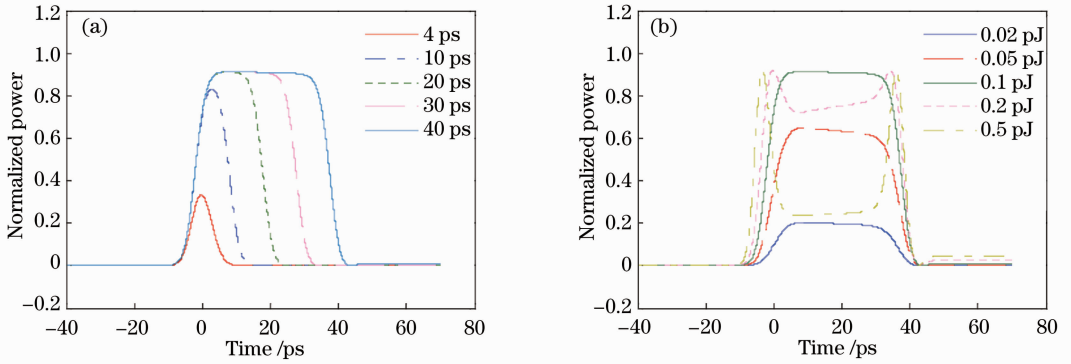 (a)
1.2
1.0
0.8
0.6
0.4
0.2
0
−0.2
Normalized power
4 ps
10 ps
20 ps
30 ps
40 ps
−40
−20
0
20
40
60
80
Time /ps
(b)
1.2
1.0
0.8
0.6
0.4
0.2
0
−0.2
Normalized power
0.02 pJ
0.05 pJ
0.1 pJ
0.2 pJ
0.5 pJ
−40
−20
0
20
40
60
80
Time /ps